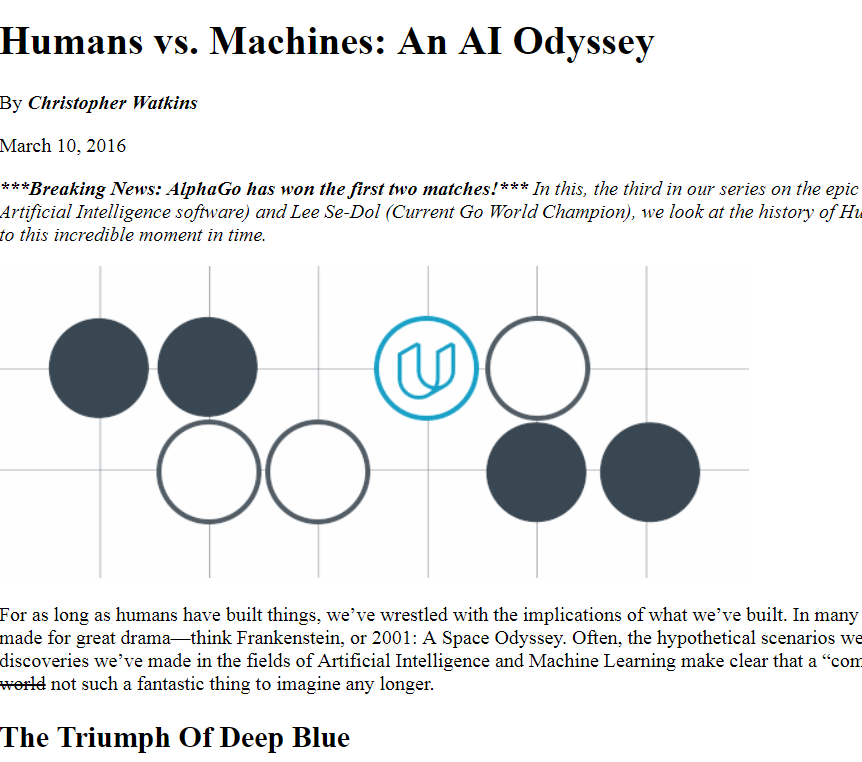 Humans vs. Machines: An AI Odyssey
By Christopher Watkins
March 10, 2016
***Breaking News: AlphaGo has won the first two matches!*** In this, the third in our series on the epic
Artificial Intelligence software) and Lee Se-Dol (Current Go World Champion), we look at the history of Hu
to this incredible moment in time.
For as long as humans have built things, we’ve wrestled with the implications of what we’ve built. In many
made for great drama—think Frankenstein, or 2001: A Space Odyssey. Often, the hypothetical scenarios we
discoveries we’ve made in the fields of Artificial Intelligence and Machine Learning make clear that a “com
world not such a fantastic thing to imagine any longer.
The Triumph Of Deep Blue